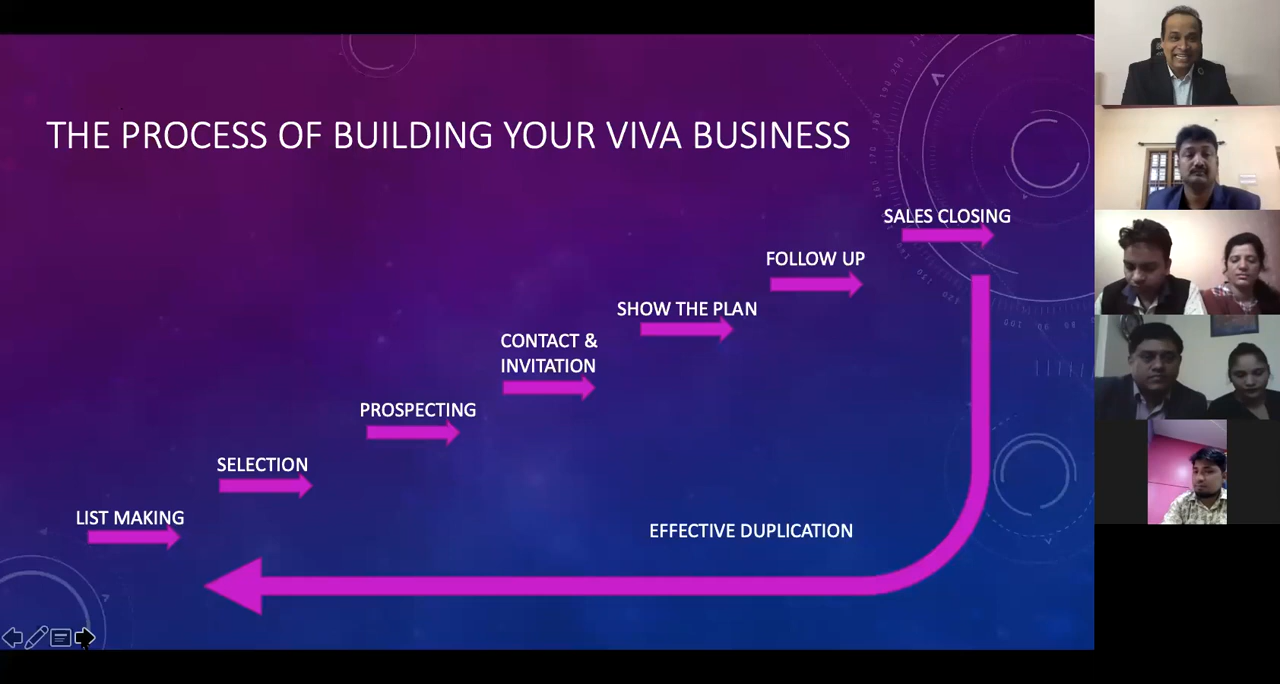 THE PROCESS OF BUILDING YOUR VIVA BUSINESS
SALES CLOSING
FOLLOW UP
SHOW THE PLAN
CONTACT &
INVITATION
PROSPECTING
SELECTION
LIST MAKING
EFFECTIVE DUPLICATION